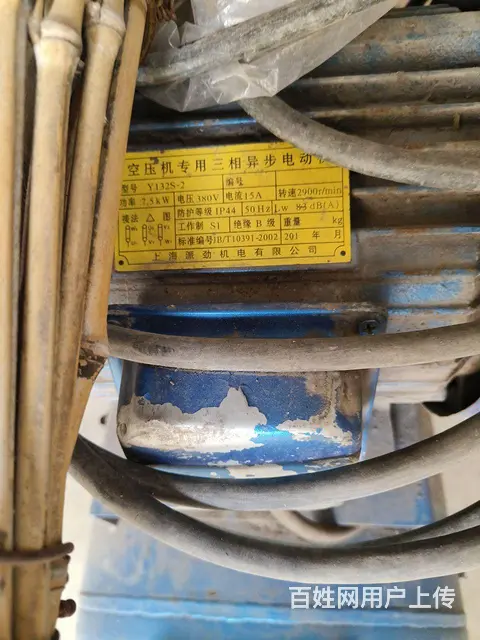 空压机专用三相异步电动机
型号 Y132S-2 编号
功率 7.5kW 电压 380V 电流 15A 转速 2900r/min
接法 △ 图 防护等级 IP44 50Hz Lw 83dB(A)
工作制 S1 绝缘 B 级 重量 kg
标准编号 JB/T10391-2002 201 年 月
上海 劲机电有限公司
百姓网用户上传